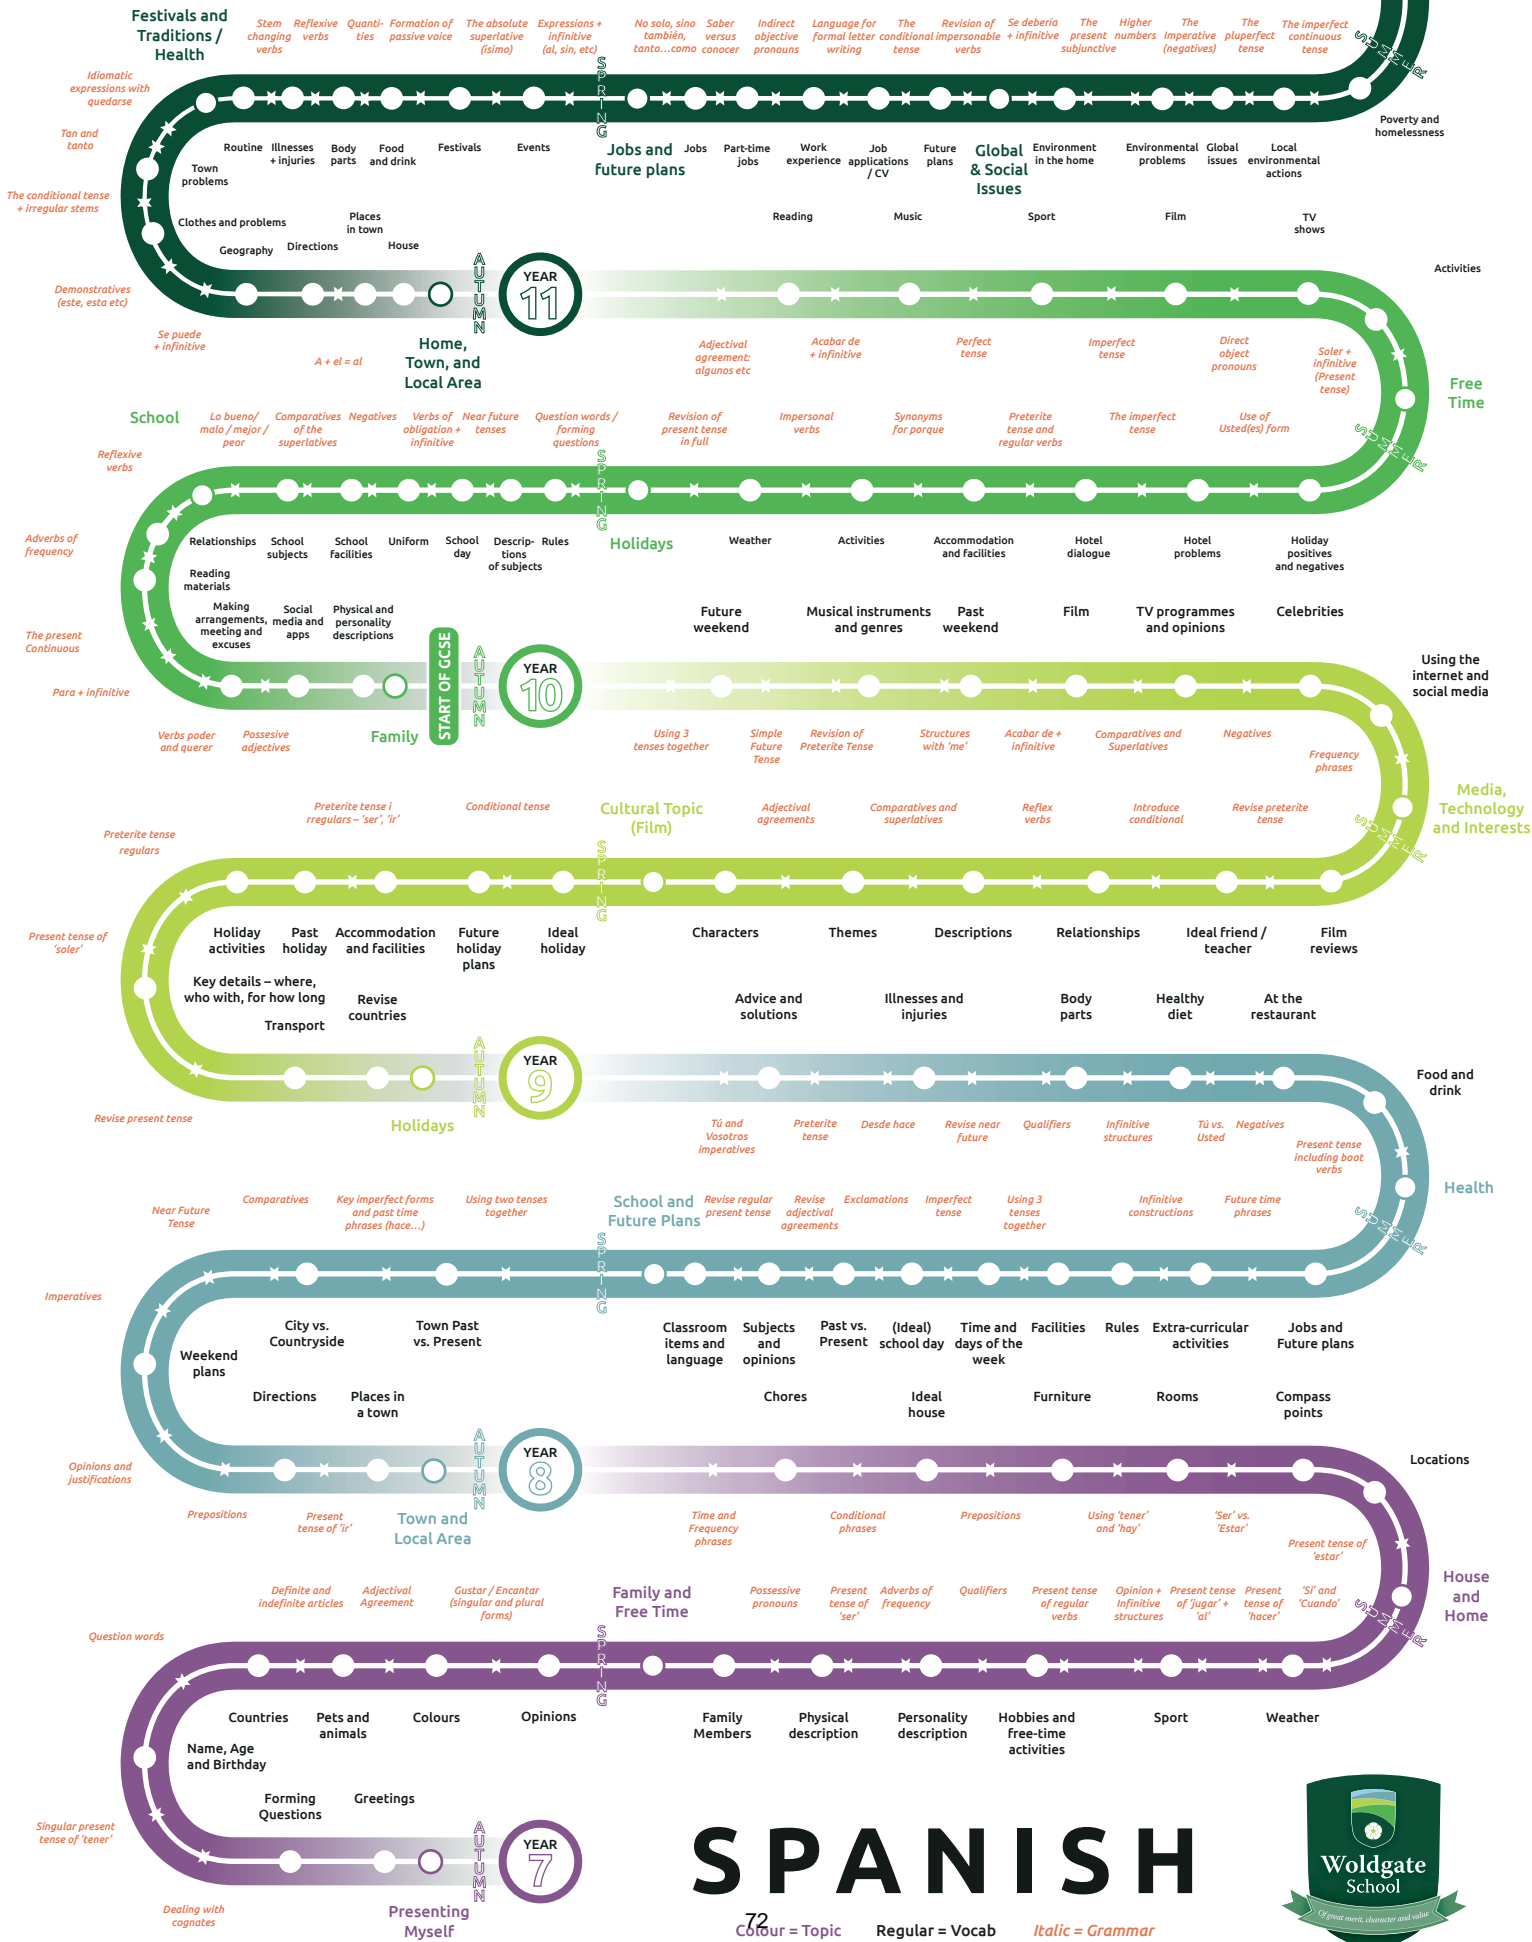 Festivals and
Traditions /
Health
Stem
changing
verbs
Reflexive
verbs
Quanti-
ties
Formation of
passive voice
The absolute
superlative
(ísimo)
Expressions +
infinitive
(al, sin, etc)
No solo, sino
también,
tanto...como
Saber
versus
conocer
Indirect
objective
pronouns
Language for
formal letter
writing
The
conditional
tense
Revision of
impersonable
verbs
Se debería
+ infinitive
The
present
subjunctive
Higher
numbers
The
Imperative
(negatives)
The
pluperfect
tense
The imperfect
continuous
tense
SUMMER
SPRING
Idiomatic
expressions with
quedarse
Tan and
tanto
The conditional tense
+ irregular stems
Demonstratives
(este, esta etc)
Se puede
+ infinitive
A + el = al
Routine
Illnesses
+ injuries
Body
parts
Food
and drink
Festivals
Events
Jobs and
future plans
Jobs
Part-time
jobs
Work
experience
Job
applications
/ CV
Future
plans
Global
& Social
Issues
Environment
in the home
Environmental
problems
Global
issues
Local
environmental
actions
Poverty and
homelessness
Town
problems
Clothes and problems
Geography
Directions
Places
in town
House
AUTUMN
YEAR
11
Home,
Town, and
Local Area
Reading
Music
Sport
Film
TV
shows
Activities
Adjectival
agreement:
algunos etc
Acabar de
+ infinitive
Perfect
tense
Imperfect
tense
Direct
object
pronouns
Soler +
infinitive
(Present
tense)
Free
Time
SUMMER
School
Lo bueno/
malo / mejor /
peor
Comparatives
of the
superlatives
Negatives
Verbs of
obligation +
infinitive
Near future
tenses
Question words /
forming
questions
Revision of
present tense
in full
Impersonal
verbs
Synonyms
for porque
Preterite
tense and
regular verbs
The imperfect
tense
Use of
Usted(es) form
SPRING
Reflexive
verbs
Adverbs of
frequency
The present
Continuous
Para + infinitive
Verbs poder
and querer
Possesive
adjectives
Relationships
School
subjects
School
facilities
Uniform
School
day
Descrip-
tions
of subjects
Rules
Holidays
Weather
Activities
Accommodation
and facilities
Hotel
dialogue
Hotel
problems
Holiday
positives
and negatives
Reading
materials
Making
arrangements,
meeting and
excuses
Social
media and
apps
Physical and
personality
descriptions
START OF GCSE
AUTUMN
YEAR
10
Family
Future
weekend
Musical instruments
and genres
Past
weekend
Film
TV programmes
and opinions
Celebrities
Using the
internet and
social media
Using 3
tenses together
Simple
Future
Tense
Revision of
Preterite Tense
Structures
with 'me'
Acabar de +
infinitive
Comparatives and
Superlatives
Negatives
Frequency
phrases
Media,
Technology
and Interests
SUMMER
Preterite tense i
rregulars – 'ser', 'ir'
Conditional tense
Cultural Topic
(Film)
Adjectival
agreements
Comparatives and
superlatives
Reflex
verbs
Introduce
conditional
Revise preterite
tense
SPRING
Preterite tense
regulars
Present tense of
'soler'
Revise present tense
Holiday
activities
Past
holiday
Accommodation
and facilities
Future
holiday
plans
Ideal
holiday
Characters
Themes
Descriptions
Relationships
Ideal friend /
teacher
Film
reviews
Key details – where,
who with, for how long
Transport
Revise
countries
AUTUMN
YEAR
9
Holidays
Advice and
solutions
Illnesses and
injuries
Body
parts
Healthy
diet
At the
restaurant
Food and
drink
Tú and
Vosotros
imperatives
Preterite
tense
Desde hace
Revise near
future
Qualifiers
Infinitive
structures
Tú vs.
Usted
Negatives
Present tense
including boot
verbs
Health
SUMMER
Near Future
Tense
Comparatives
Key imperfect forms
and past time
phrases (hace...)
Using two tenses
together
School and
Future Plans
Revise regular
present tense
Revise
adjectival
agreements
Exclamations
Imperfect
tense
Using 3
tenses
together
Infinitive
constructions
Future time
phrases
SPRING
Imperatives
Opinions and
justifications
Prepositions
Present
tense of 'ir'
City vs.
Countryside
Town Past
vs. Present
Classroom
items and
language
Subjects
and
opinions
Past vs.
Present
(Ideal)
school day
Time and
days of the
week
Facilities
Rules
Extra-curricular
activities
Jobs and
Future plans
Weekend
plans
Directions
Places in
a town
AUTUMN
YEAR
8
Town and
Local Area
Chores
Ideal
house
Furniture
Rooms
Compass
points
Locations
Time and
Frequency
phrases
Conditional
phrases
Prepositions
Using 'tener'
and 'hay'
'Ser' vs.
'Estar'
Present tense of
'estar'
House
and
Home
SUMMER
Definite and
indefinite articles
Adjectival
Agreement
Gustar / Encantar
(singular and plural
forms)
Family and
Free Time
Possessive
pronouns
Present
tense of
'ser'
Adverbs of
frequency
Qualifiers
Present tense
of regular
verbs
Opinion +
Infinitive
structures
Present tense
of 'jugar' +
'al'
Present
tense of
'hacer'
'Si' and
'Cuando'
SPRING
Question words
Singular present
tense of 'tener'
Dealing with
cognates
Countries
Pets and
animals
Colours
Opinions
Family
Members
Physical
description
Personality
description
Hobbies and
free-time
activities
Sport
Weather
Name, Age
and Birthday
Forming
Questions
Greetings
AUTUMN
YEAR
7
Presenting
Myself
SPANISH
72
Colour = Topic
Regular = Vocab
Italic = Grammar
Woldgate
School
Of great merit, character and value